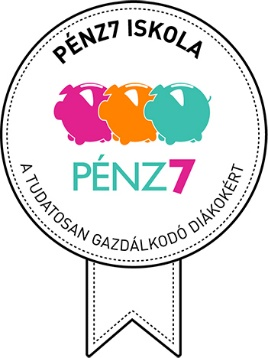 PÉNZ7 ISKOLA
PÉNZ7
A TUDATOSAN GAZDÁLKODÓ DIÁKOKÉRT